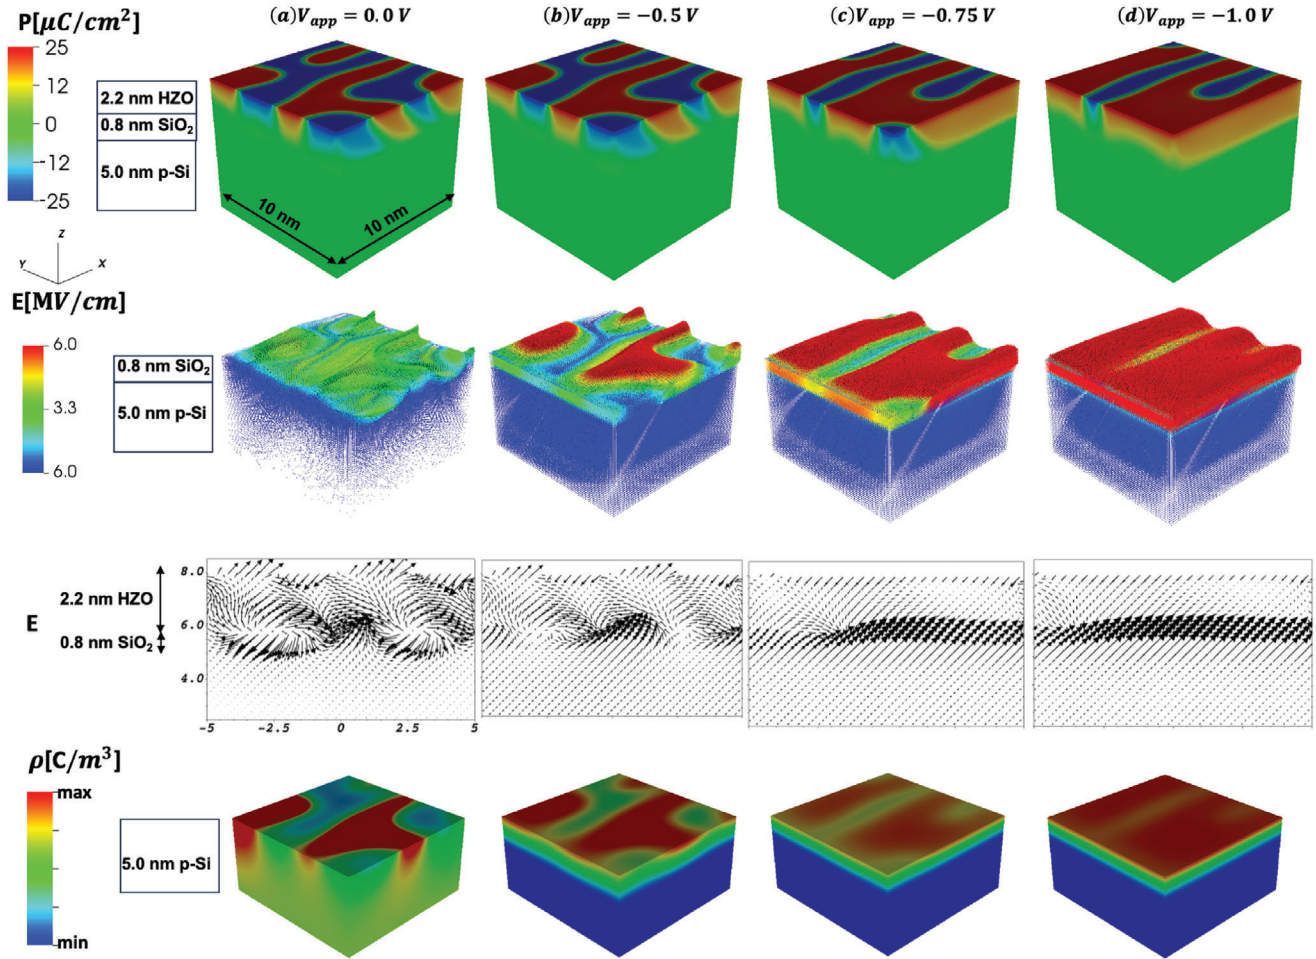 P[μC/cm²] (a)V_app = 0.0 V (b)V_app = −0.5 V (c)V_app = −0.75 V (d)V_app = −1.0 V
25
12
0
-12
-25
2.2 nm HZO
0.8 nm SiO₂
5.0 nm p-Si
10 nm 10 nm
Z
Y X
E[MV/cm]
6.0
3.3
6.0
0.8 nm SiO₂
5.0 nm p-Si
E
2.2 nm HZO
0.8 nm SiO₂
8.0
6.0
4.0
-5 -2.5 0 2.5 5
ρ[C/m³]
max
min
5.0 nm p-Si